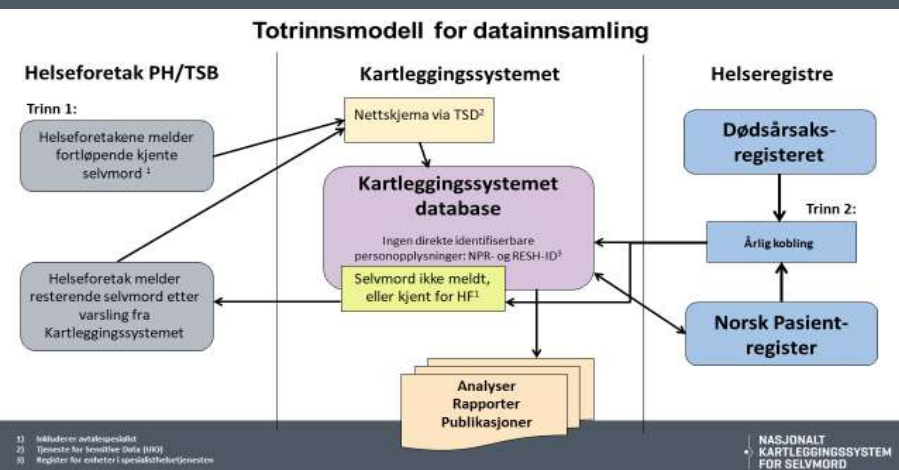 Totrinnsmodell for datainnsamling
Helseforetak PH/TSB
Kartleggingssystemet
Helseregistre
Trinn 1:
Helseforetakene melder
fortløpende kjente
selvmord ¹
Nettskjema via TSD²
Dødsårsaks-
registeret
Kartleggingssystemet
database
Ingen direkte identifiserbare
personopplysninger: NPR- og RESH-ID³
Trinn 2:
Årlig kobling
Selvmord ikke meldt,
eller kjent for HF¹
Helseforetak melder
resterende selvmord etter
varsling fra
Kartleggingssystemet
Norsk Pasient-
register
Analyser
Rapporter
Publikasjoner
1) Inkluderer avtalespesialist
2) Tjeneste for Sensitive Data (UIO)
3) Register for enheter i spesialisthelsetjenesten
NASJONALT
KARTLEGGINGSSYSTEM
FOR SELVMORD